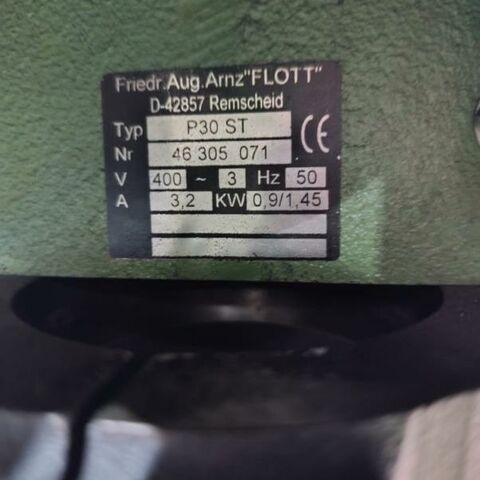 Friedr.Aug.Arnz"FLOTT"
D-42857 Remscheid
Typ P30 ST CE
Nr 46 305 071
V 400 ~ 3 Hz 50
A 3,2 KW 0,9/1,45